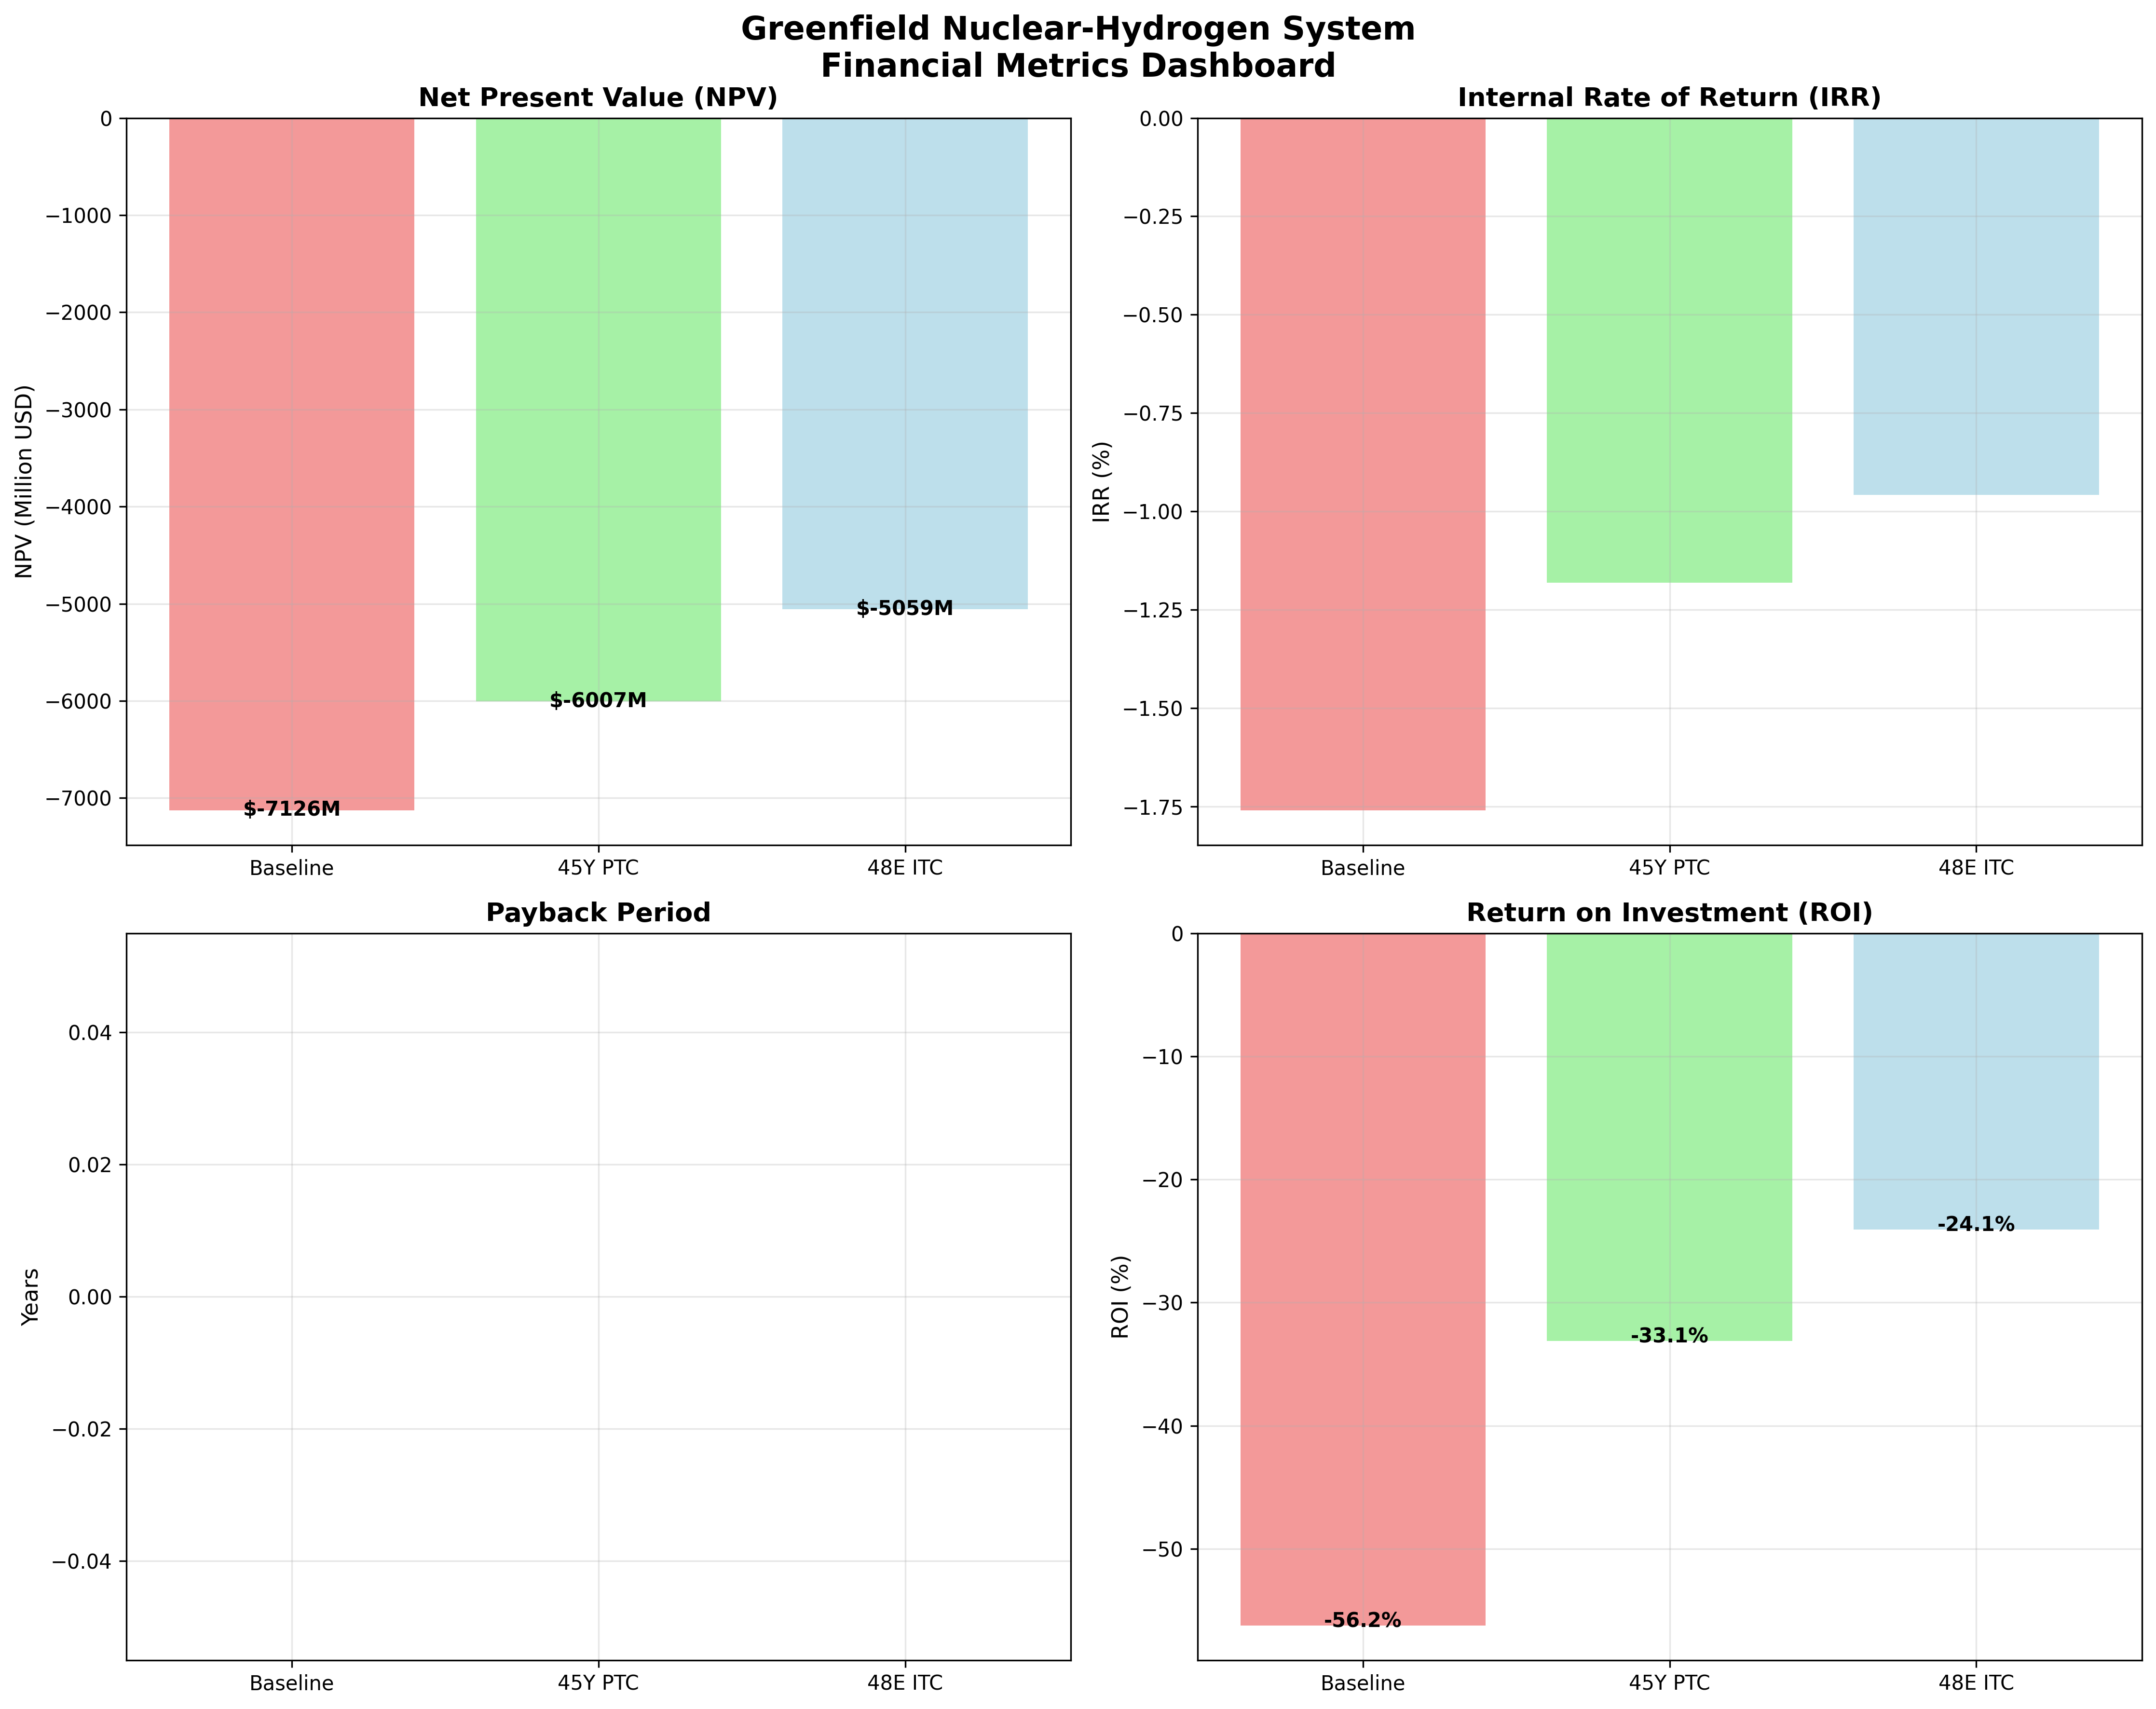 Greenfield Nuclear-Hydrogen System
Financial Metrics Dashboard
Net Present Value (NPV)
NPV (Million USD)
0
−1000
−2000
−3000
−4000
−5000
−6000
−7000
$-7126M
$-6007M
$-5059M
Baseline
45Y PTC
48E ITC
Internal Rate of Return (IRR)
IRR (%)
0.00
−0.25
−0.50
−0.75
−1.00
−1.25
−1.50
−1.75
Baseline
45Y PTC
48E ITC
Payback Period
Years
0.04
0.02
0.00
−0.02
−0.04
Baseline
45Y PTC
48E ITC
Return on Investment (ROI)
ROI (%)
0
−10
−20
−30
−40
−50
-56.2%
-33.1%
-24.1%
Baseline
45Y PTC
48E ITC